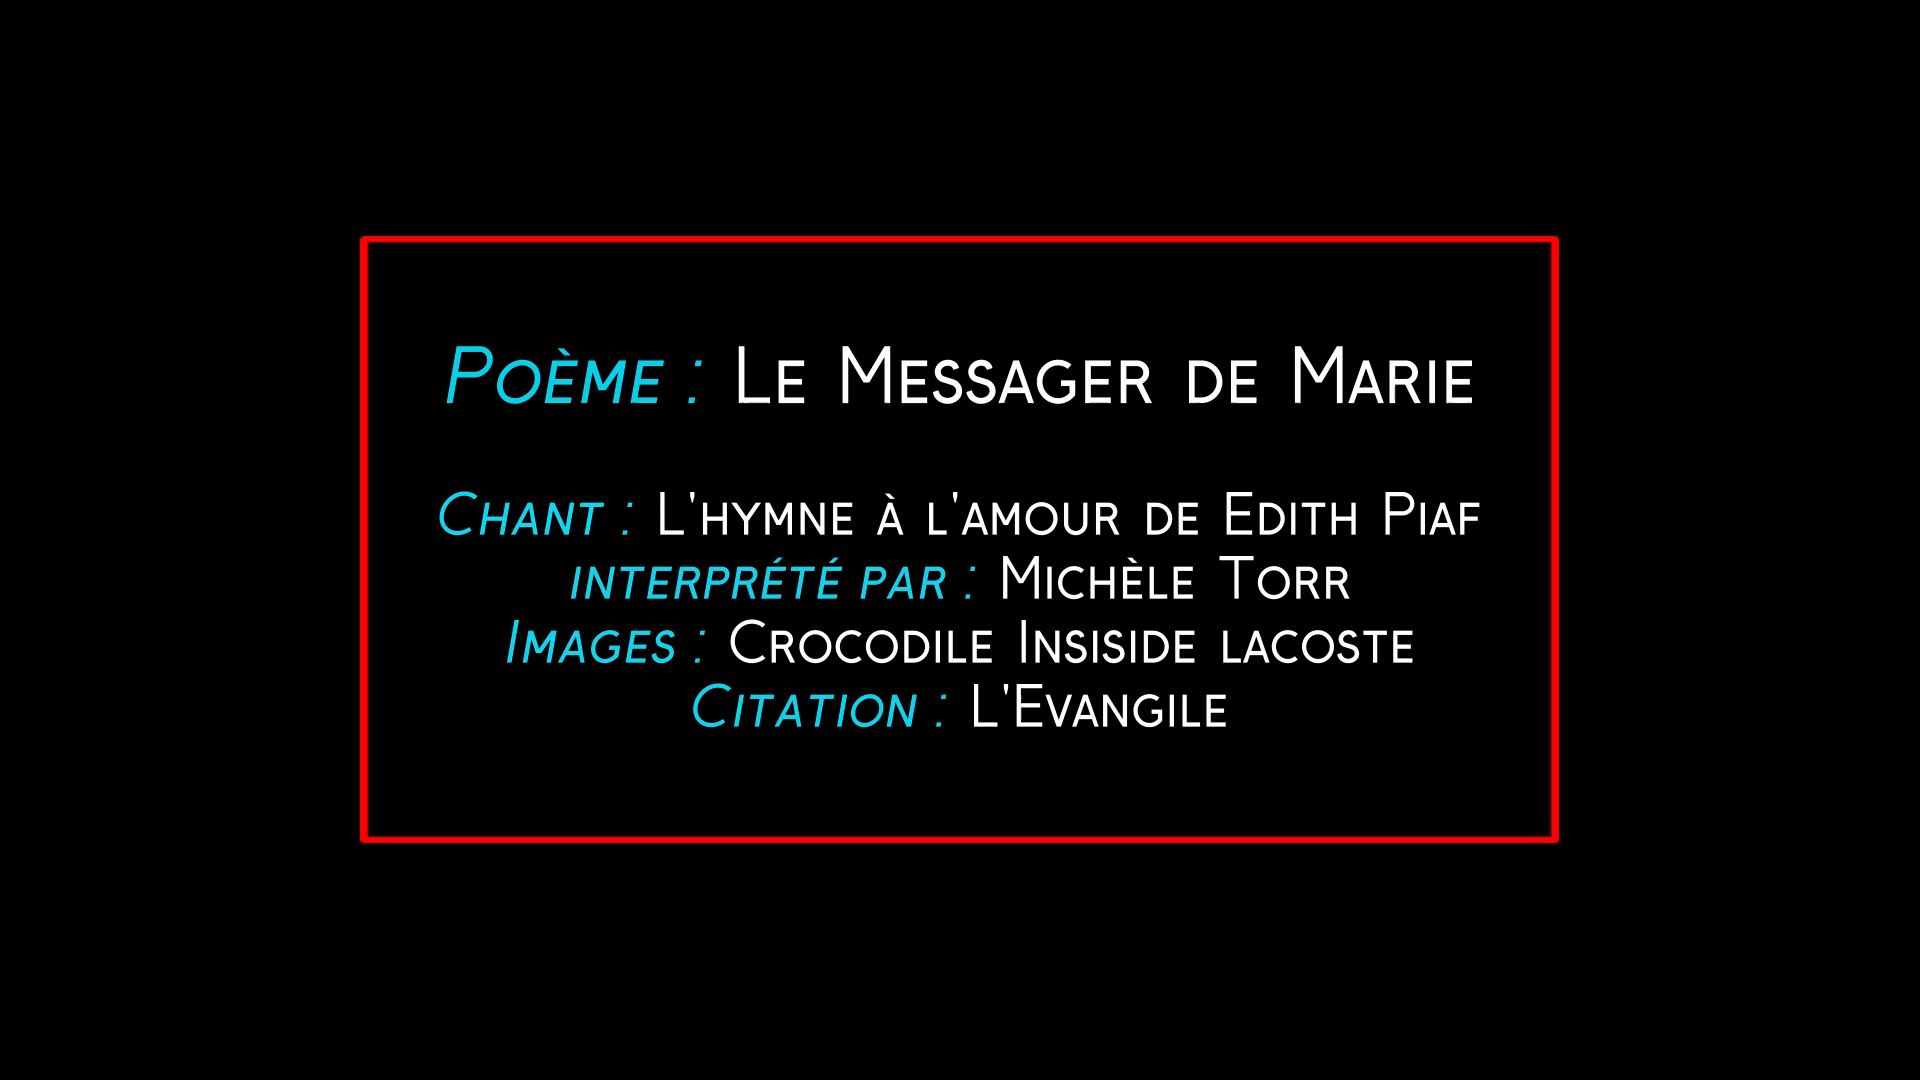 Poème : Le Messager de Marie
Chant : L'hymne à l'amour de Edith Piaf
interprété par : Michèle Torr
Images : Crocodile Insiside lacoste
Citation : L'Evangile